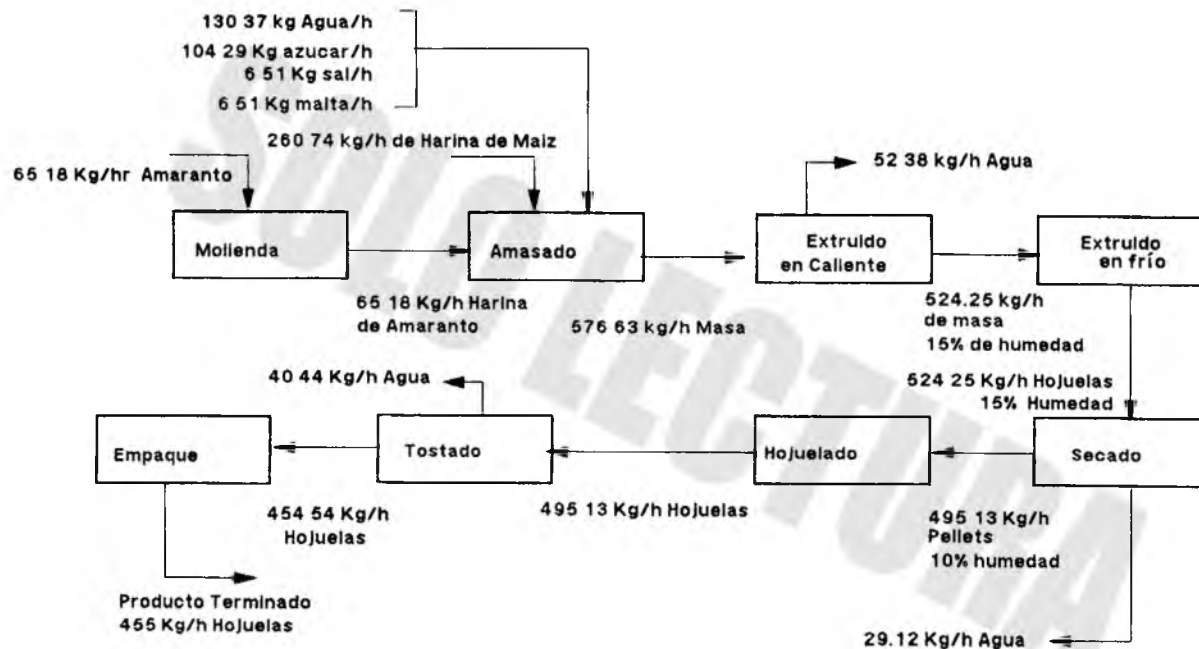 130 37 kg Agua/h
104 29 Kg azucar/h
6 51 Kg sal/h
6 51 Kg malta/h
260 74 kg/h de Harina de Maiz
65 18 Kg/hr Amaranto
52 38 kg/h Agua
Molienda
Amasado
Extruido
en Caliente
Extruido
en frío
65 18 Kg/h Harina
de Amaranto
576 63 kg/h Masa
524.25 kg/h
de masa
15% de humedad
524 25 Kg/h Hojuelas
15% Humedad
40 44 Kg/h Agua
Empaque
Tostado
Hojuelado
Secado
454 54 Kg/h
Hojuelas
495 13 Kg/h Hojuelas
495 13 Kg/h
Pellets
10% humedad
Producto Terminado
455 Kg/h Hojuelas
29.12 Kg/h Agua
SOLO LECTURA